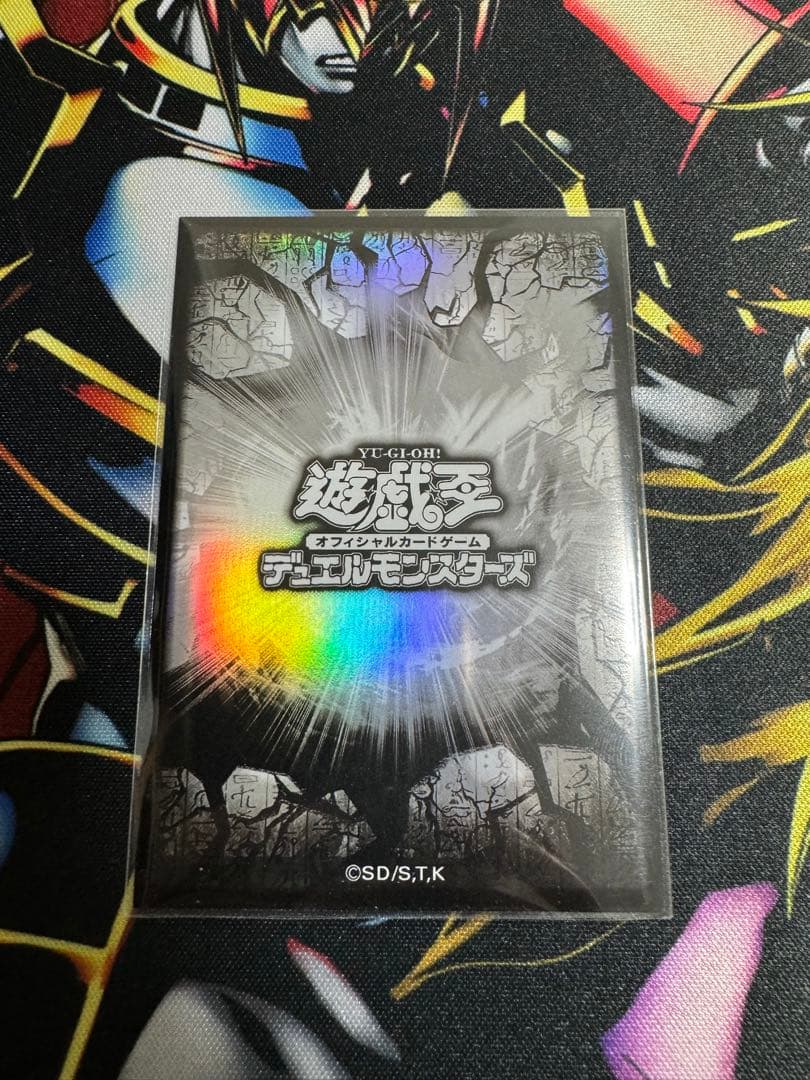 YU-GI-OH!
遊戯王
オフィシャルカードゲーム
デュエルモンスターズ
©SD/S,T,K